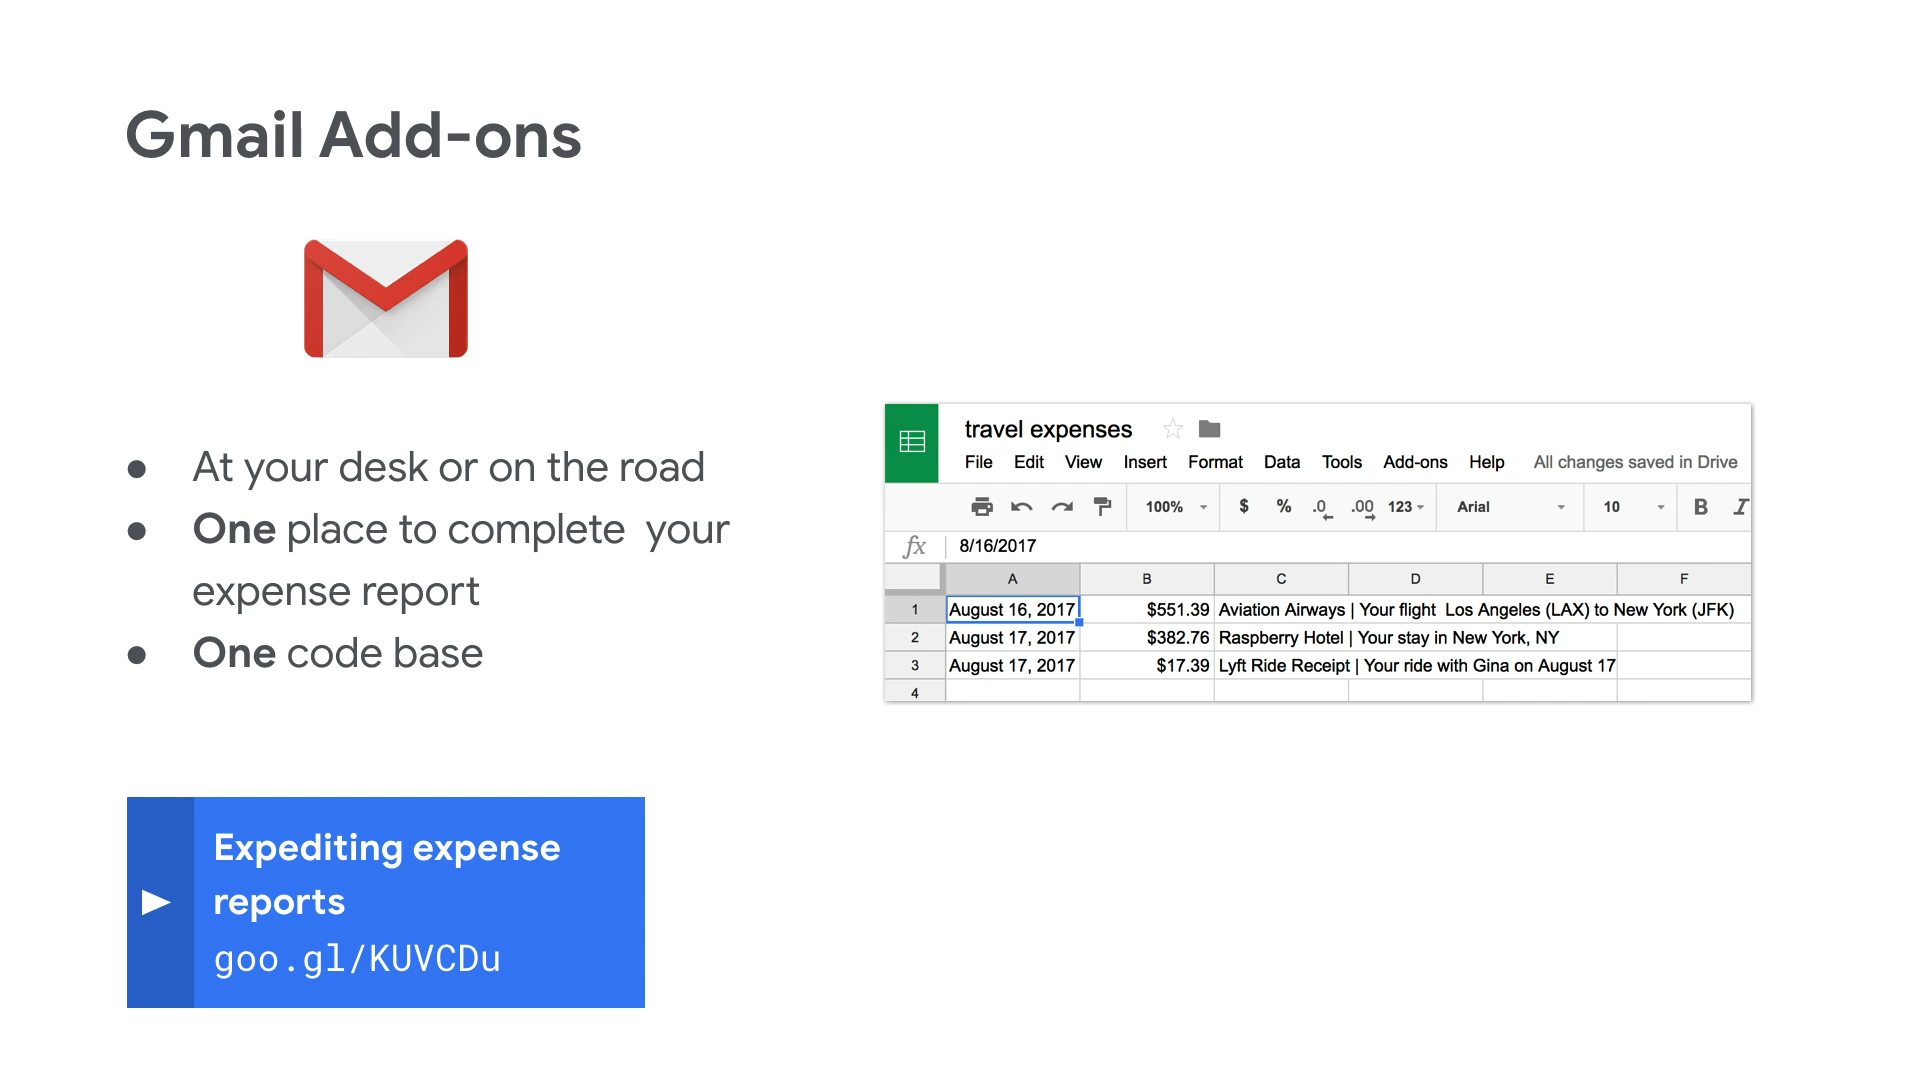 Gmail Add-ons
● At your desk or on the road
● One place to complete  your
expense report
● One code base
Expediting expense
reports
goo.gl/KUVCDu
travel expenses
File Edit View Insert Format Data Tools Add-ons Help All changes saved in Drive
100% $ % .0 .00 123 Arial 10 B I
fx 8/16/2017
A B C D E F
1 August 16, 2017 $551.39 Aviation Airways | Your flight  Los Angeles (LAX) to New York (JFK)
2 August 17, 2017 $382.76 Raspberry Hotel | Your stay in New York, NY
3 August 17, 2017 $17.39 Lyft Ride Receipt | Your ride with Gina on August 17
4